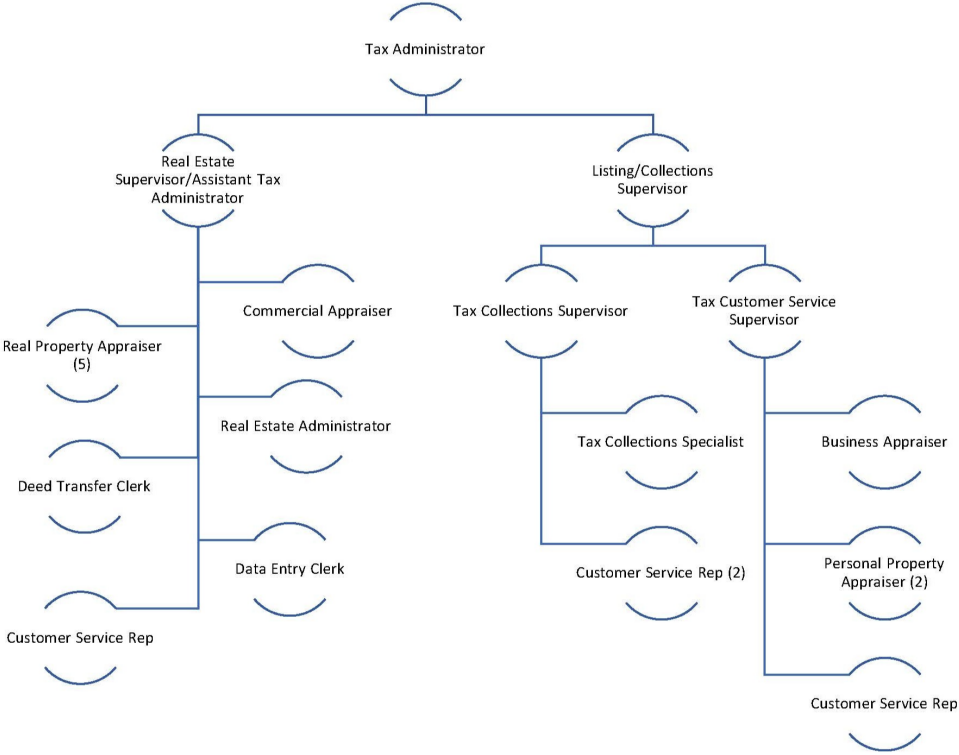 Tax Administrator
Real Estate
Supervisor/Assistant Tax
Administrator
Listing/Collections
Supervisor
Commercial Appraiser
Real Property Appraiser
(5)
Real Estate Administrator
Deed Transfer Clerk
Data Entry Clerk
Customer Service Rep
Tax Collections Supervisor
Tax Customer Service
Supervisor
Tax Collections Specialist
Customer Service Rep (2)
Business Appraiser
Personal Property
Appraiser (2)
Customer Service Rep